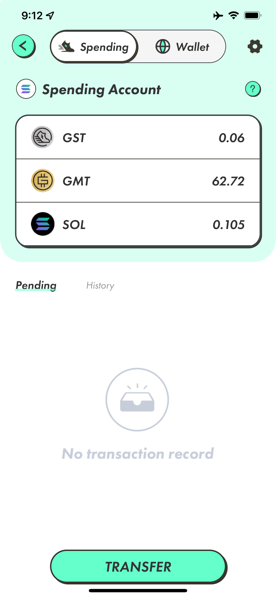 9:12
Spending
Wallet
Spending Account
?
GST 0.06
GMT 62.72
SOL 0.105
Pending
History
No transaction record
TRANSFER